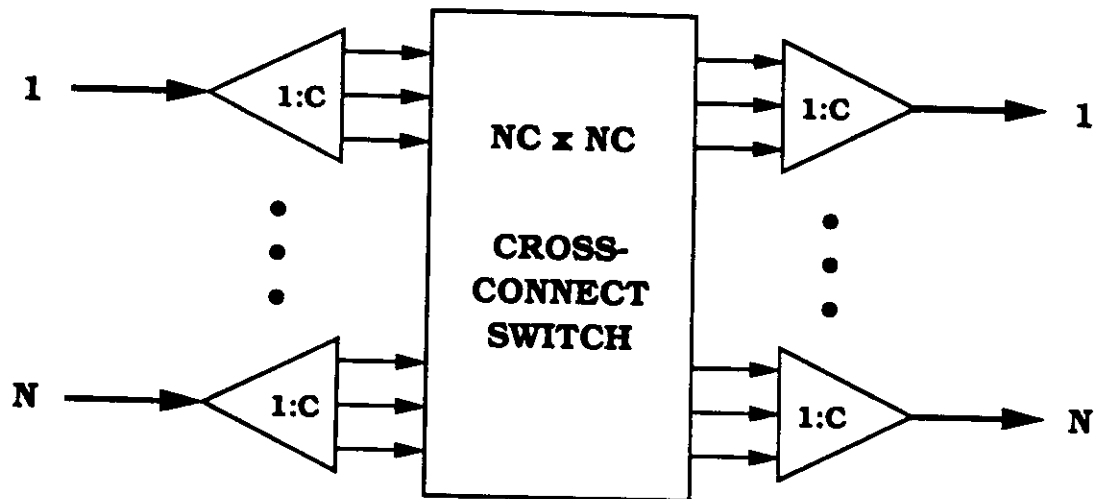 1
1:C
NC x NC
CROSS-
CONNECT
SWITCH
1:C
1
N
1:C
1:C
N